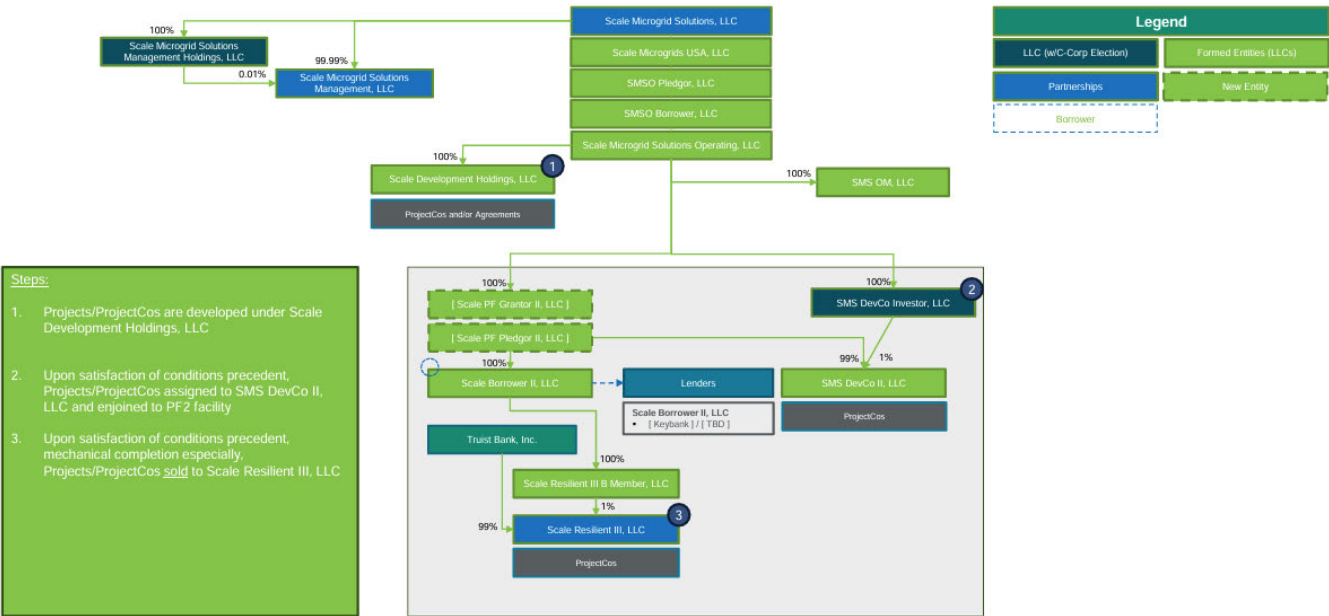 Scale Microgrid Solutions, LLC
Legend
100%
Scale Microgrid Solutions
Management Holdings, LLC
Scale Microgrids USA, LLC
LLC (w/C-Corp Election)
Formed Entities (LLCs)
99.99%
0.01%
Scale Microgrid Solutions
Management, LLC
SMSO Pledgor, LLC
Partnerships
New Entity
SMSO Borrower, LLC
Borrower
Scale Microgrid Solutions Operating, LLC
100%
1
Scale Development Holdings, LLC
100%
SMS OM, LLC
ProjectCos and/or Agreements
Steps:
1. Projects/ProjectCos are developed under Scale
Development Holdings, LLC
2. Upon satisfaction of conditions precedent,
Projects/ProjectCos assigned to SMS DevCo II,
LLC and enjoined to PF2 facility
3. Upon satisfaction of conditions precedent,
mechanical completion especially,
Projects/ProjectCos sold to Scale Resilient III, LLC
100%
100%
2
[ Scale PF Grantor II, LLC ]
SMS DevCo Investor, LLC
[ Scale PF Pledgor II, LLC ]
100%
99%
1%
Scale Borrower II, LLC
Lenders
SMS DevCo II, LLC
Scale Borrower II, LLC
▪ [ Keybank ] / [ TBD ]
ProjectCos
Truist Bank, Inc.
100%
Scale Resilient III B Member, LLC
1%
3
99%
Scale Resilient III, LLC
ProjectCos